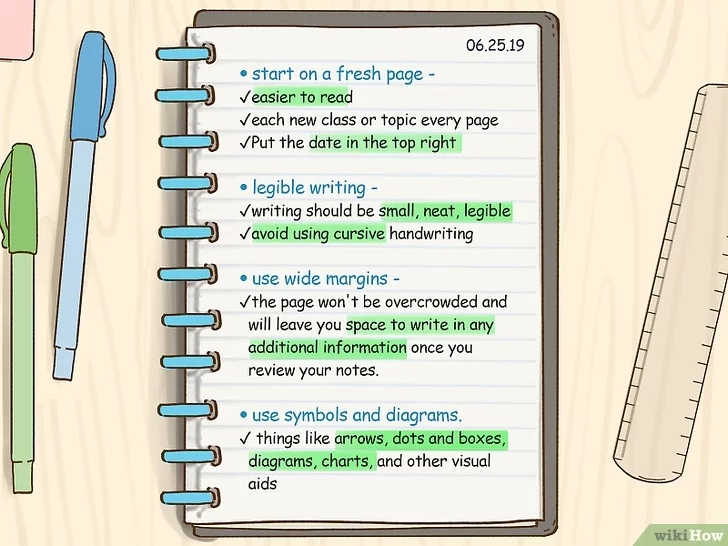 06.25.19
• start on a fresh page -
✓easier to read
✓each new class or topic every page
✓Put the date in the top right
• legible writing -
✓writing should be small, neat, legible
✓avoid using cursive handwriting
• use wide margins -
✓the page won't be overcrowded and
will leave you space to write in any
additional information once you
review your notes.
• use symbols and diagrams.
✓ things like arrows, dots and boxes,
diagrams, charts, and other visual
aids
wikiHow